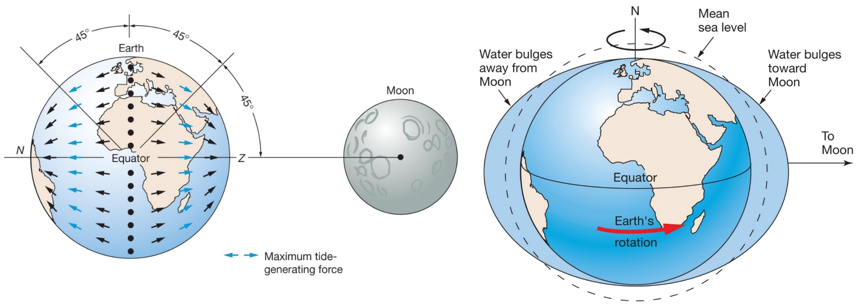 45°
45°
Earth
45°
N
Equator
Z
Maximum tide-
generating force
Moon
N
Mean
sea level
Water bulges
away from
Moon
Water bulges
toward
Moon
To
Moon
Equator
Earth's
rotation